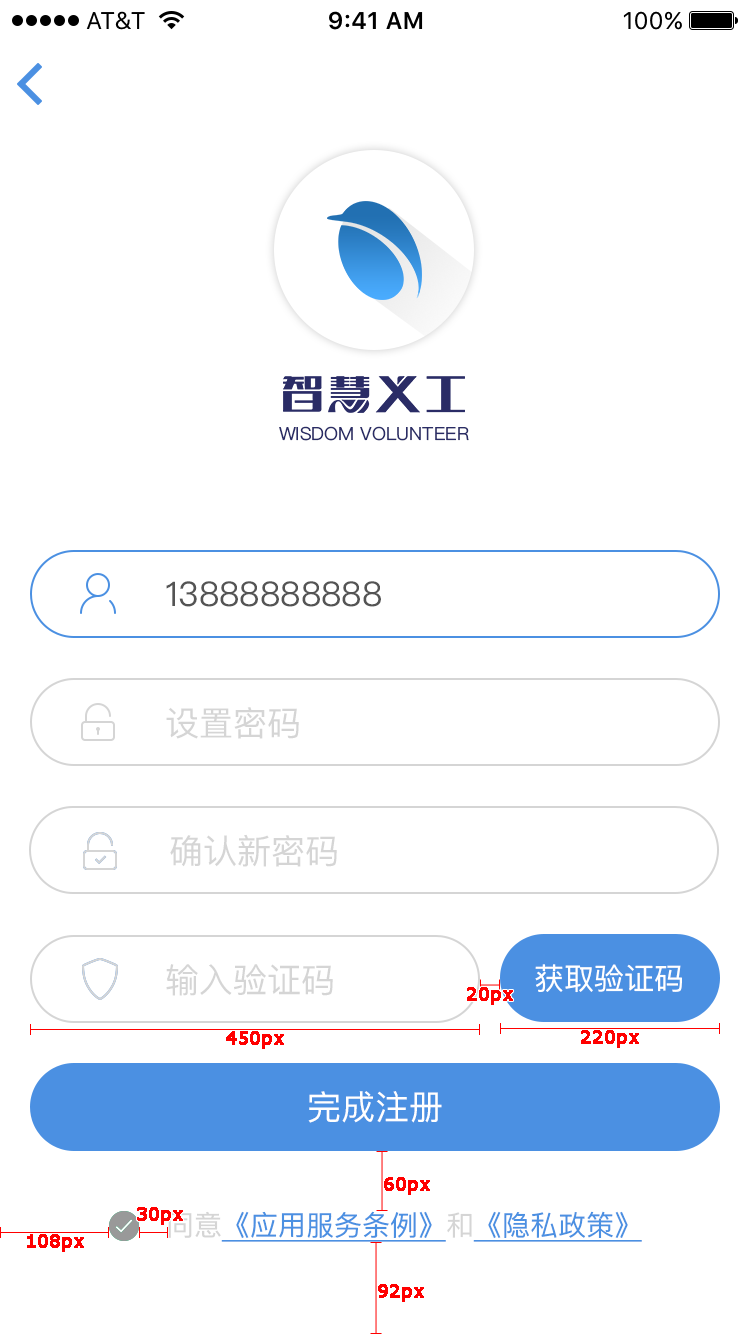 AT&T 9:41 AM 100%
智慧义工
WISDOM VOLUNTEER
13888888888
设置密码
确认新密码
输入验证码 获取验证码
20px
450px 220px
完成注册
60px
30px
同意《应用服务条例》和《隐私政策》
108px
92px